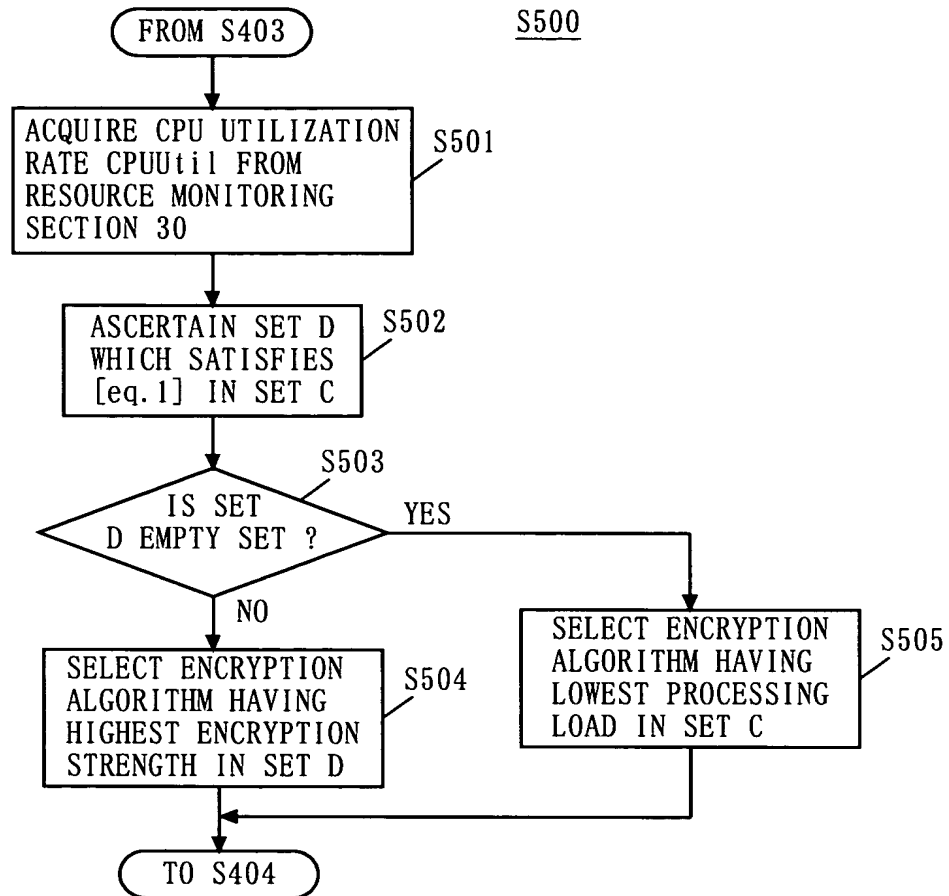 FROM S403
S500
ACQUIRE CPU UTILIZATION
RATE CPUUtil FROM
RESOURCE MONITORING
SECTION 30
S501
ASCERTAIN SET D
WHICH SATISFIES
[eq.1] IN SET C
S502
IS SET
D EMPTY SET ?
S503
YES
NO
SELECT ENCRYPTION
ALGORITHM HAVING
HIGHEST ENCRYPTION
STRENGTH IN SET D
S504
SELECT ENCRYPTION
ALGORITHM HAVING
LOWEST PROCESSING
LOAD IN SET C
S505
TO S404